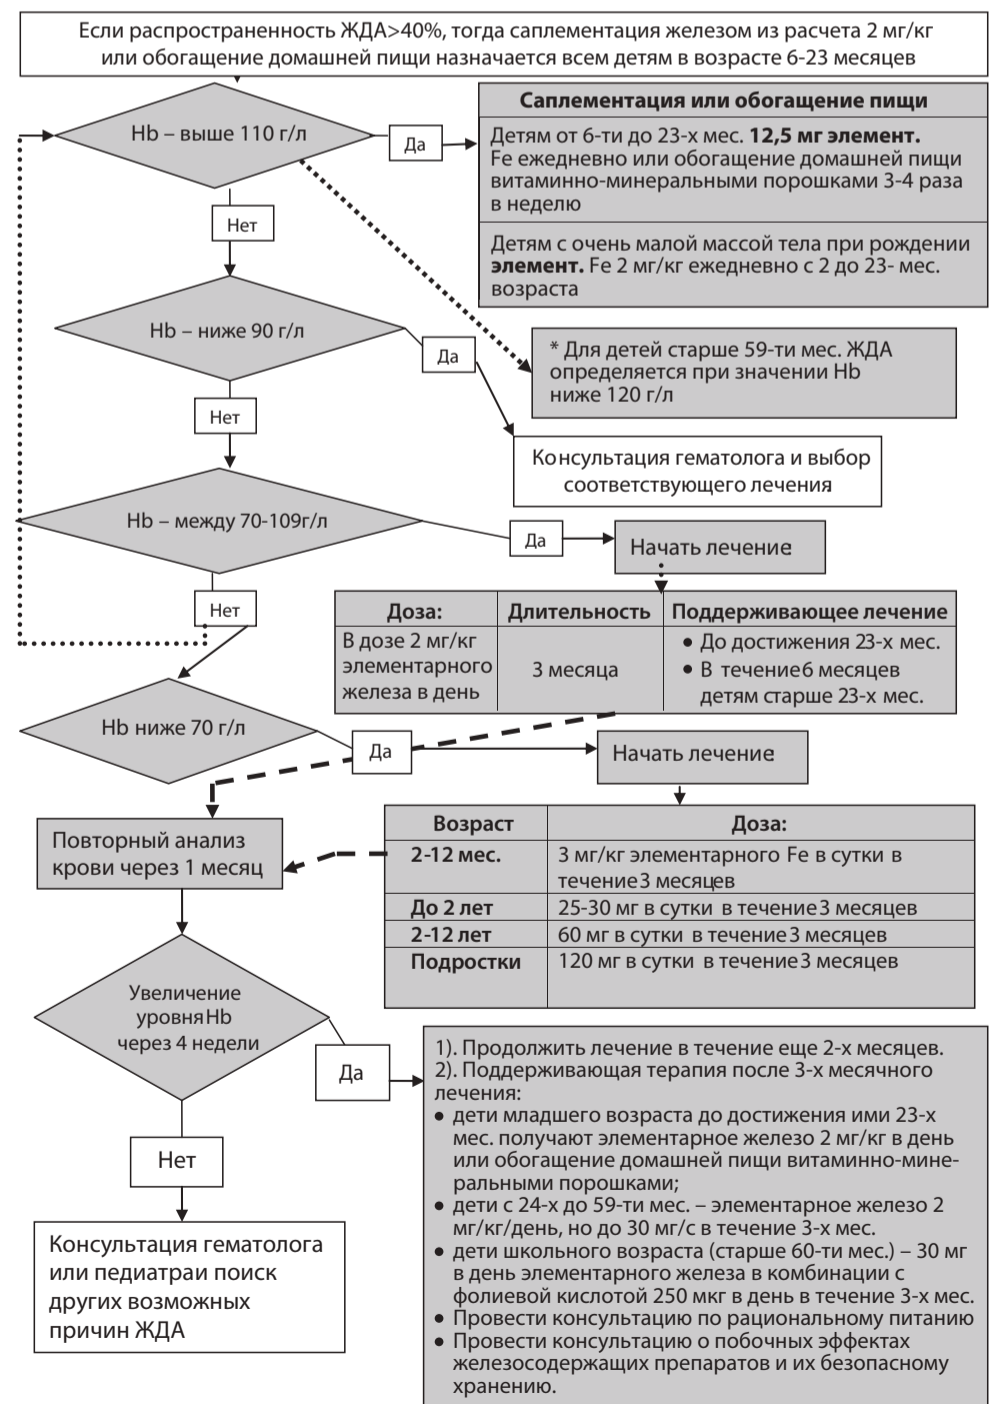 Если распространенность ЖДА>40%, тогда саплементация железом из расчета 2 мг/кг
или обогащение домашней пищи назначается всем детям в возрасте 6-23 месяцев
Hb – выше 110 г/л
Да
Саплементация или обогащение пищи
Детям от 6-ти до 23-х мес. 12,5 мг элемент.
Fe ежедневно или обогащение домашней пищи
витаминно-минеральными порошками 3-4 раза
в неделю
Детям с очень малой массой тела при рождении
элемент. Fe 2 мг/кг ежедневно с 2 до 23- мес.
возраста
Нет
Hb – ниже 90 г/л
Да
* Для детей старше 59-ти мес. ЖДА
определяется при значении Hb
ниже 120 г/л
Нет
Консультация гематолога и выбор
соответствующего лечения
Hb – между 70-109г/л
Да
Начать лечение:
Нет
Доза:
Длительность
Поддерживающее лечение
В дозе 2 мг/кг
элементарного
железа в день
3 месяца
• До достижения 23-х мес.
• В течение6 месяцев
детям старше 23-х мес.
Hb ниже 70 г/л
Да
Начать лечение:
Возраст
Доза:
2-12 мес.
3 мг/кг элементарного Fe в сутки в
течение3 месяцев
До 2 лет
25-30 мг в сутки в течение3 месяцев
2-12 лет
60 мг в сутки в течение3 месяцев
Подростки
120 мг в сутки в течение3 месяцев
Повторный анализ
крови через 1 месяц
Увеличение
уровняHb
через 4 недели
Да
1). Продолжить лечение в течение еще 2-х месяцев.
2). Поддерживающая терапия после 3-х месячного
лечения:
• дети младшего возраста до достижения ими 23-х
мес. получают элементарное железо 2 мг/кг в день
или обогащение домашней пищи витаминно-мине-
ральными порошками;
• дети с 24-х до 59-ти мес. – элементарное железо 2
мг/кг/день, но до 30 мг/с в течение 3-х мес.
• дети школьного возраста (старше 60-ти мес.) – 30 мг
в день элементарного железа в комбинации с
фолиевой кислотой 250 мкг в день в течение 3-х мес.
• Провести консультацию по рациональному питанию
• Провести консультацию о побочных эффектах
железосодержащих препаратов и их безопасному
хранению.
Нет
Консультация гематолога
или педиатраи поиск
других возможных
причин ЖДА